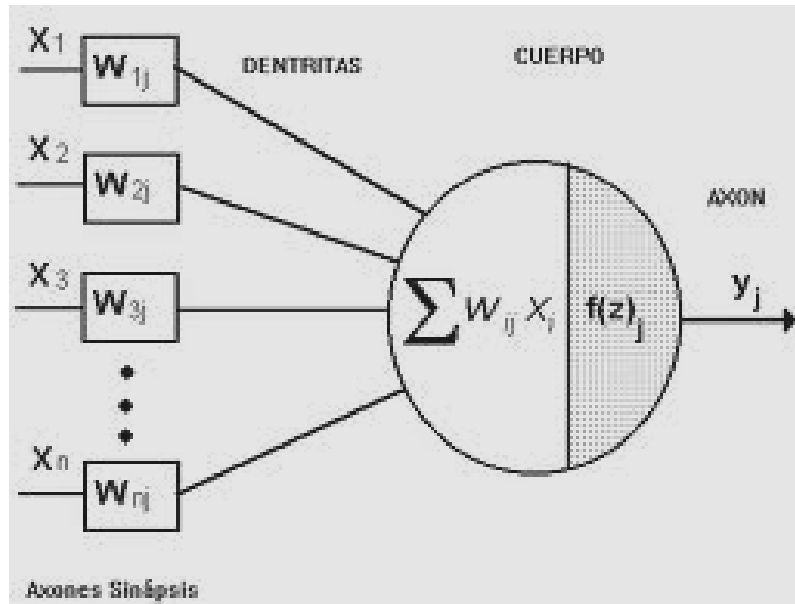 X1
W1j
DENTRITAS
CUERPO
X2
W2j
AXON
X3
W3j
∑ Wij Xi
f(z)j
yj
Xn
Wnj
Axones Sinápsis